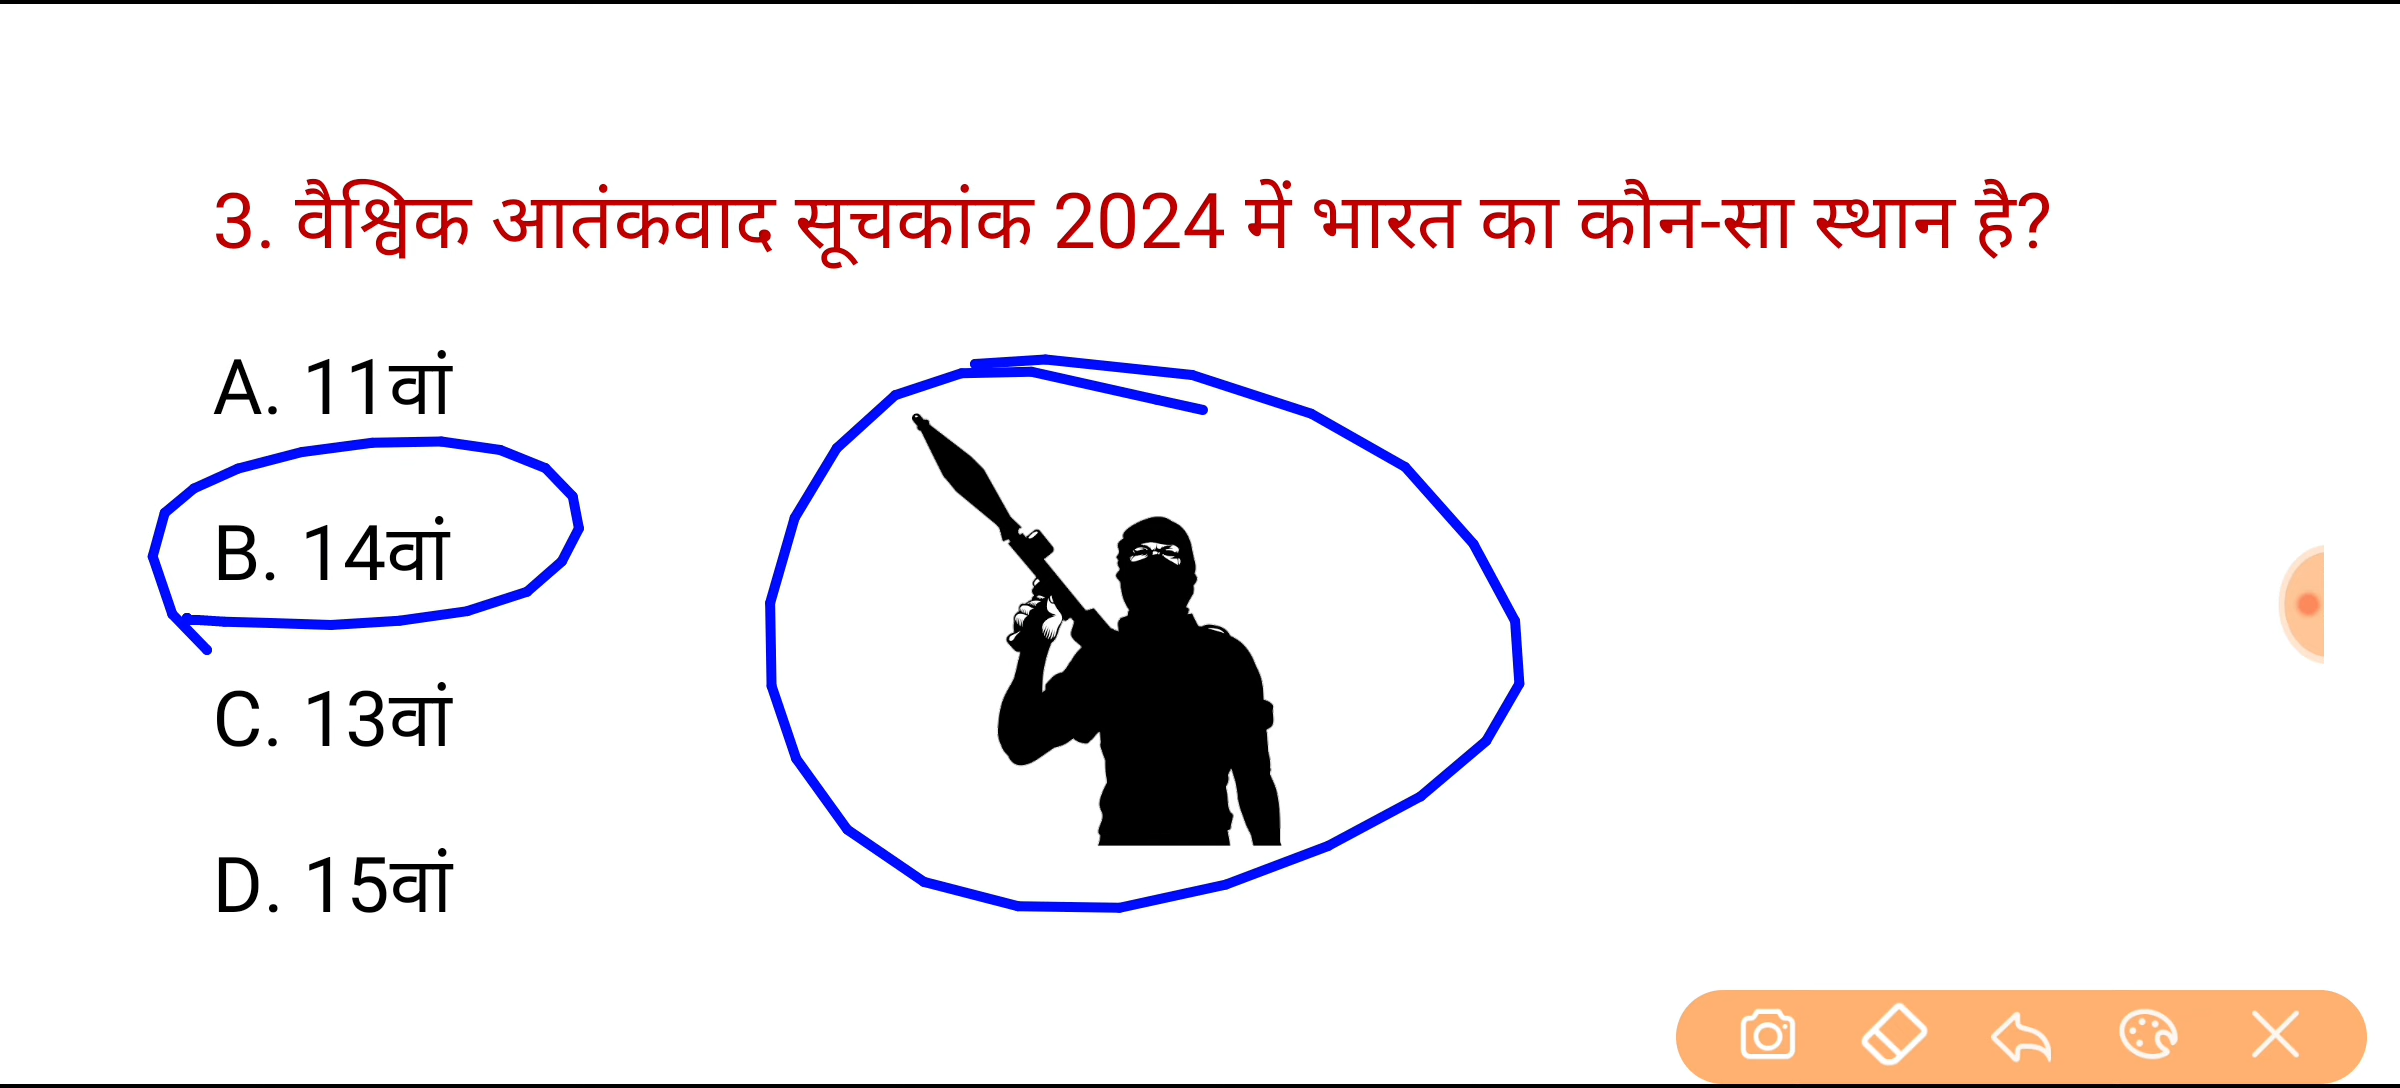 3. वैश्विक आतंकवाद सूचकांक 2024 में भारत का कौन-सा स्थान है?
A. 11वां
B. 14वां
C. 13वां
D. 15वां